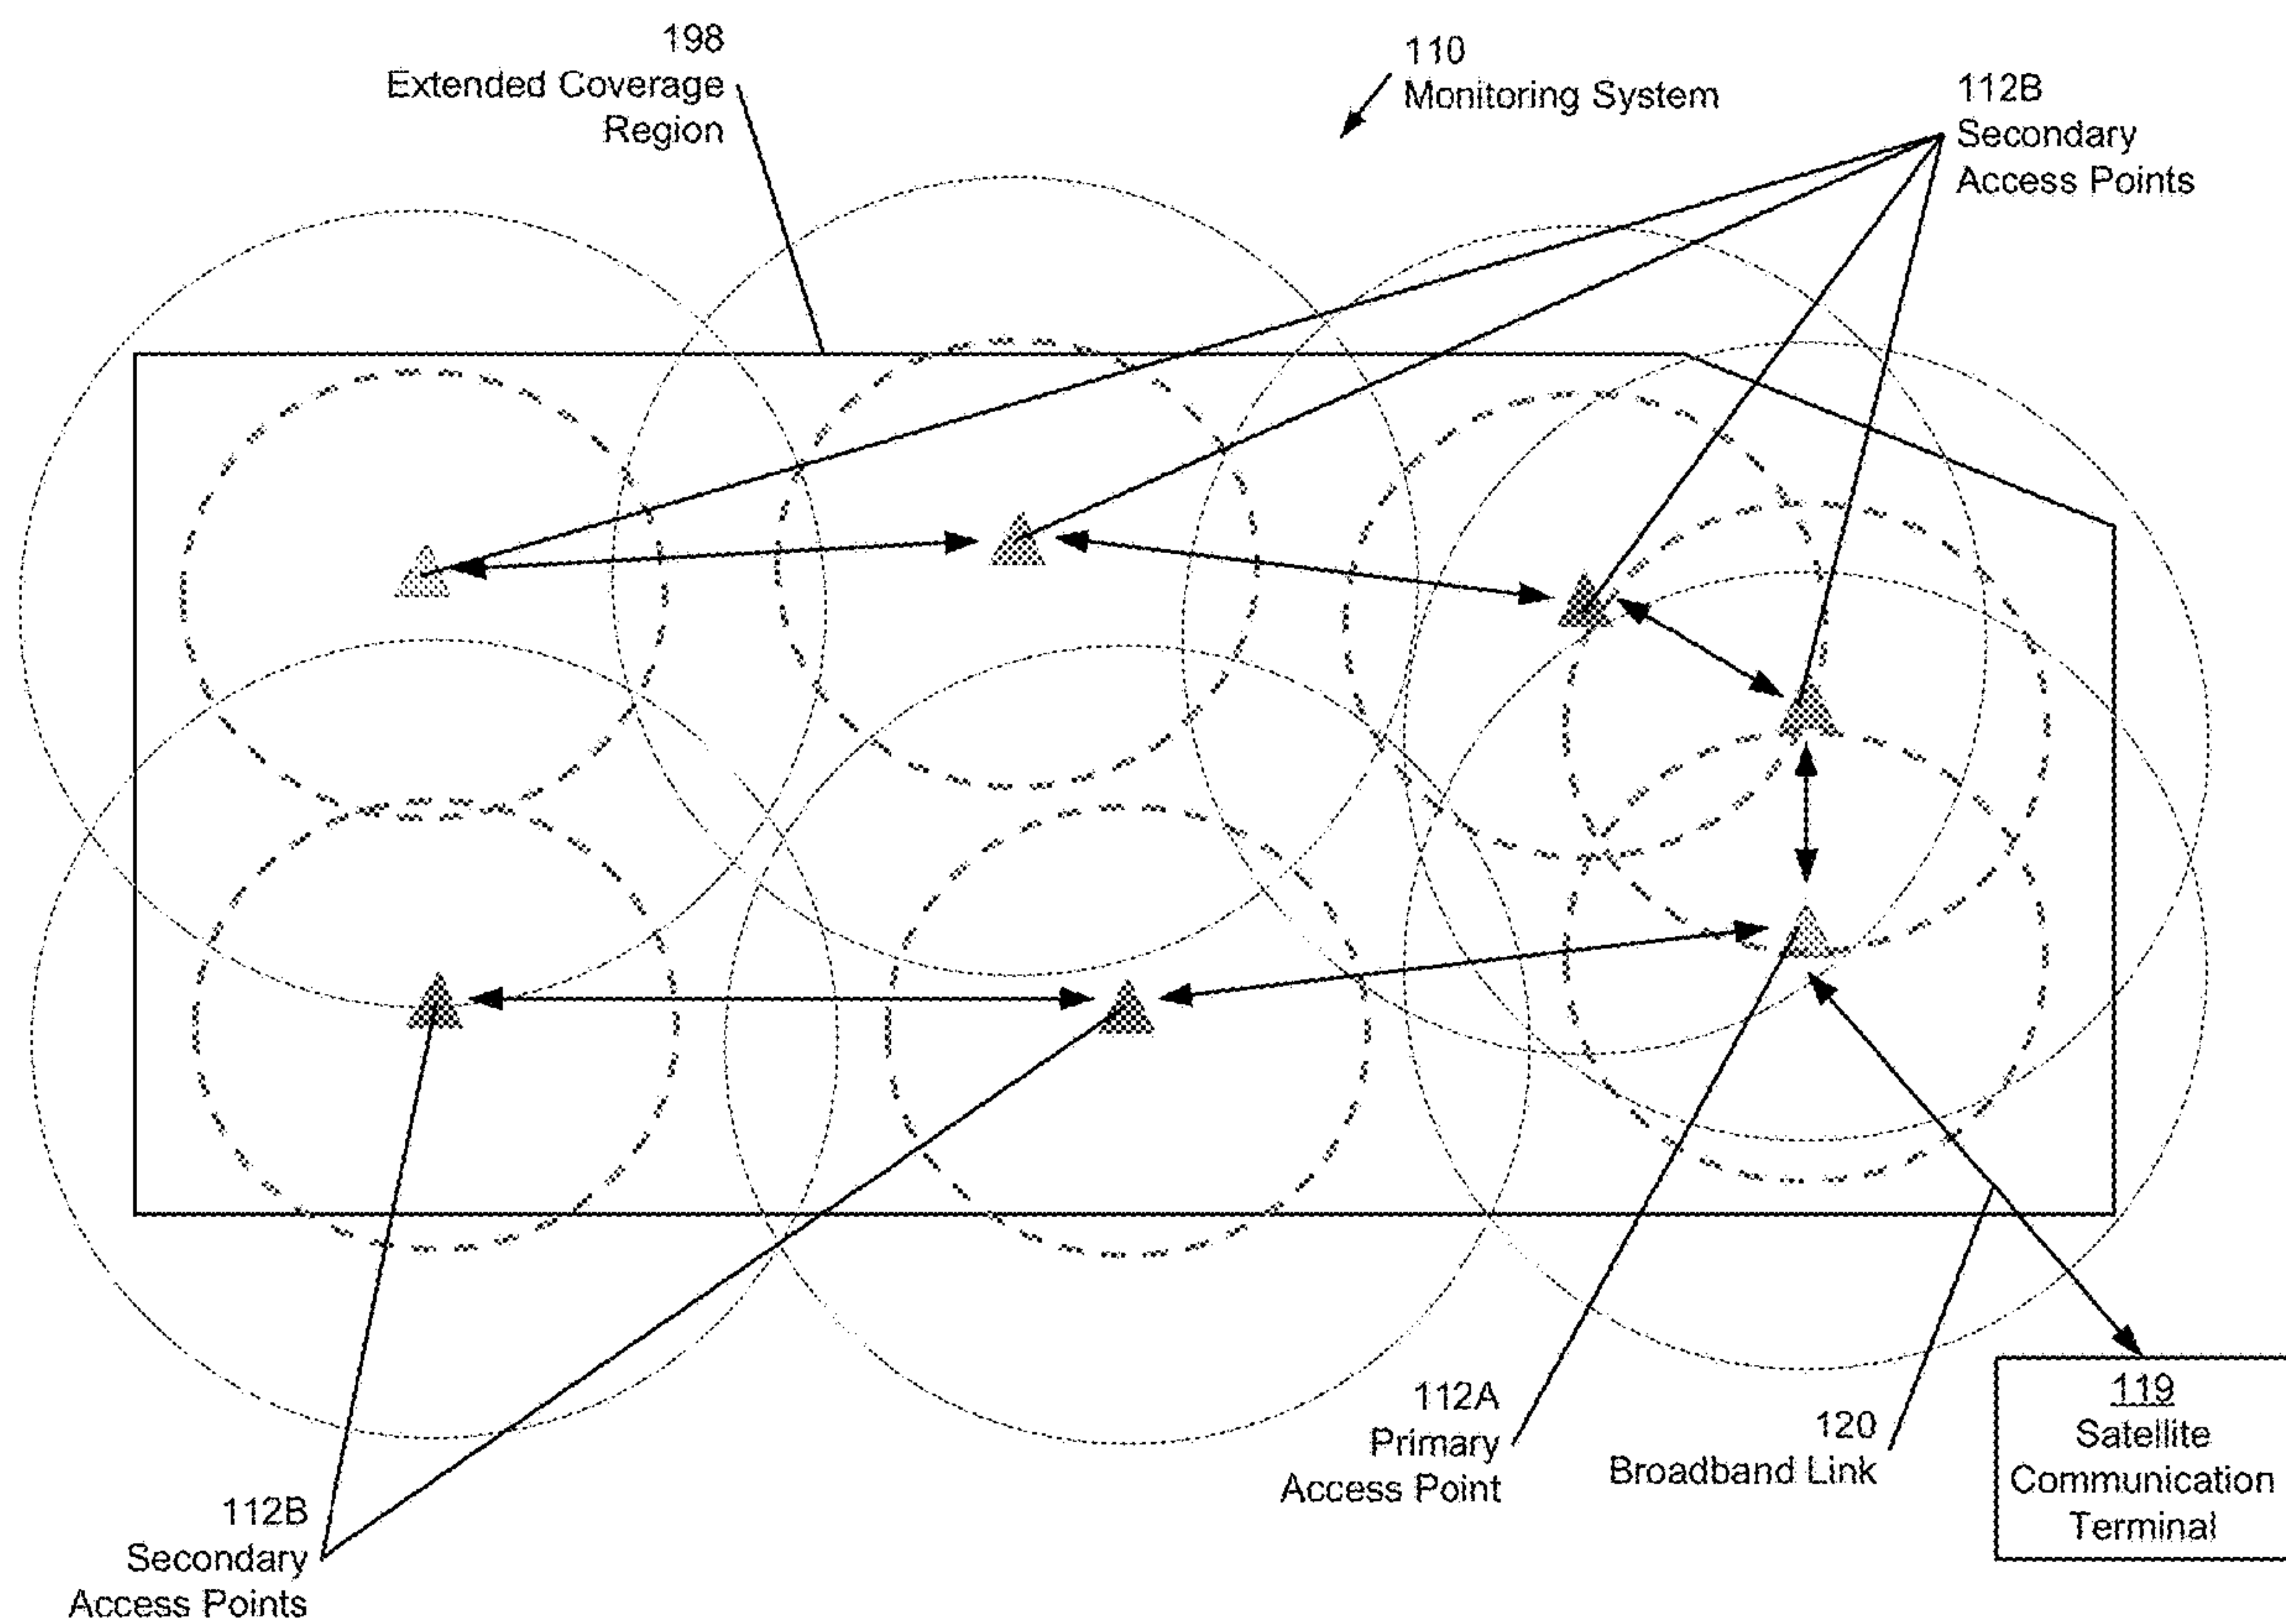 198
Extended Coverage
Region
110
Monitoring System
112B
Secondary
Access Points
112A
Primary
Access Point
120
Broadband Link
119
Satellite
Communication
Terminal
112B
Secondary
Access Points